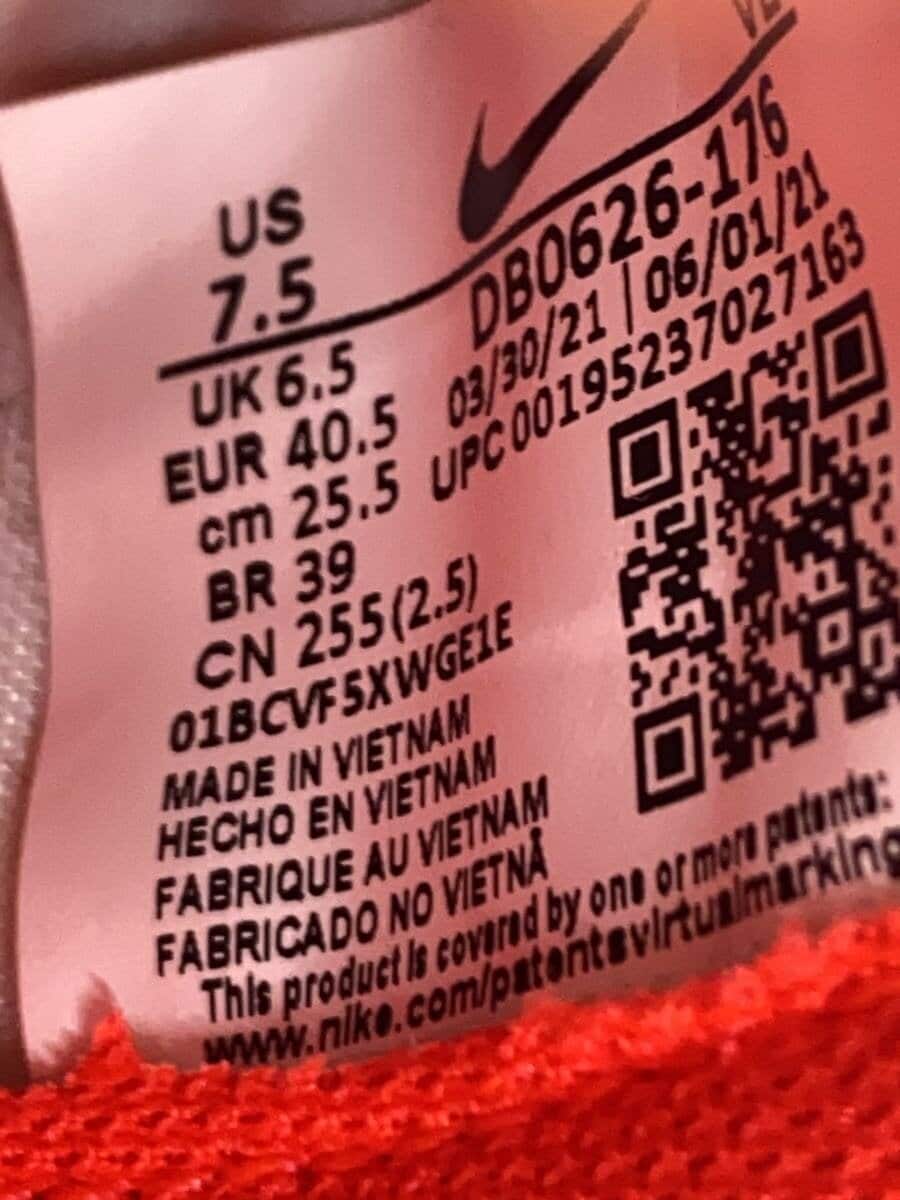 US
7.5
UK 6.5
EUR 40.5
cm 25.5
BR 39
CN 255(2.5)
01BCVF5XWGE1E
MADE IN VIETNAM
HECHO EN VIETNAM
FABRIQUE AU VIETNAM
FABRICADO NO VIETNÃ
This product is covered by one or more patents:
www.nike.com/patentsvirtualmarking
DB0626-176
03/30/21 | 06/01/21
UPC 00195237027163